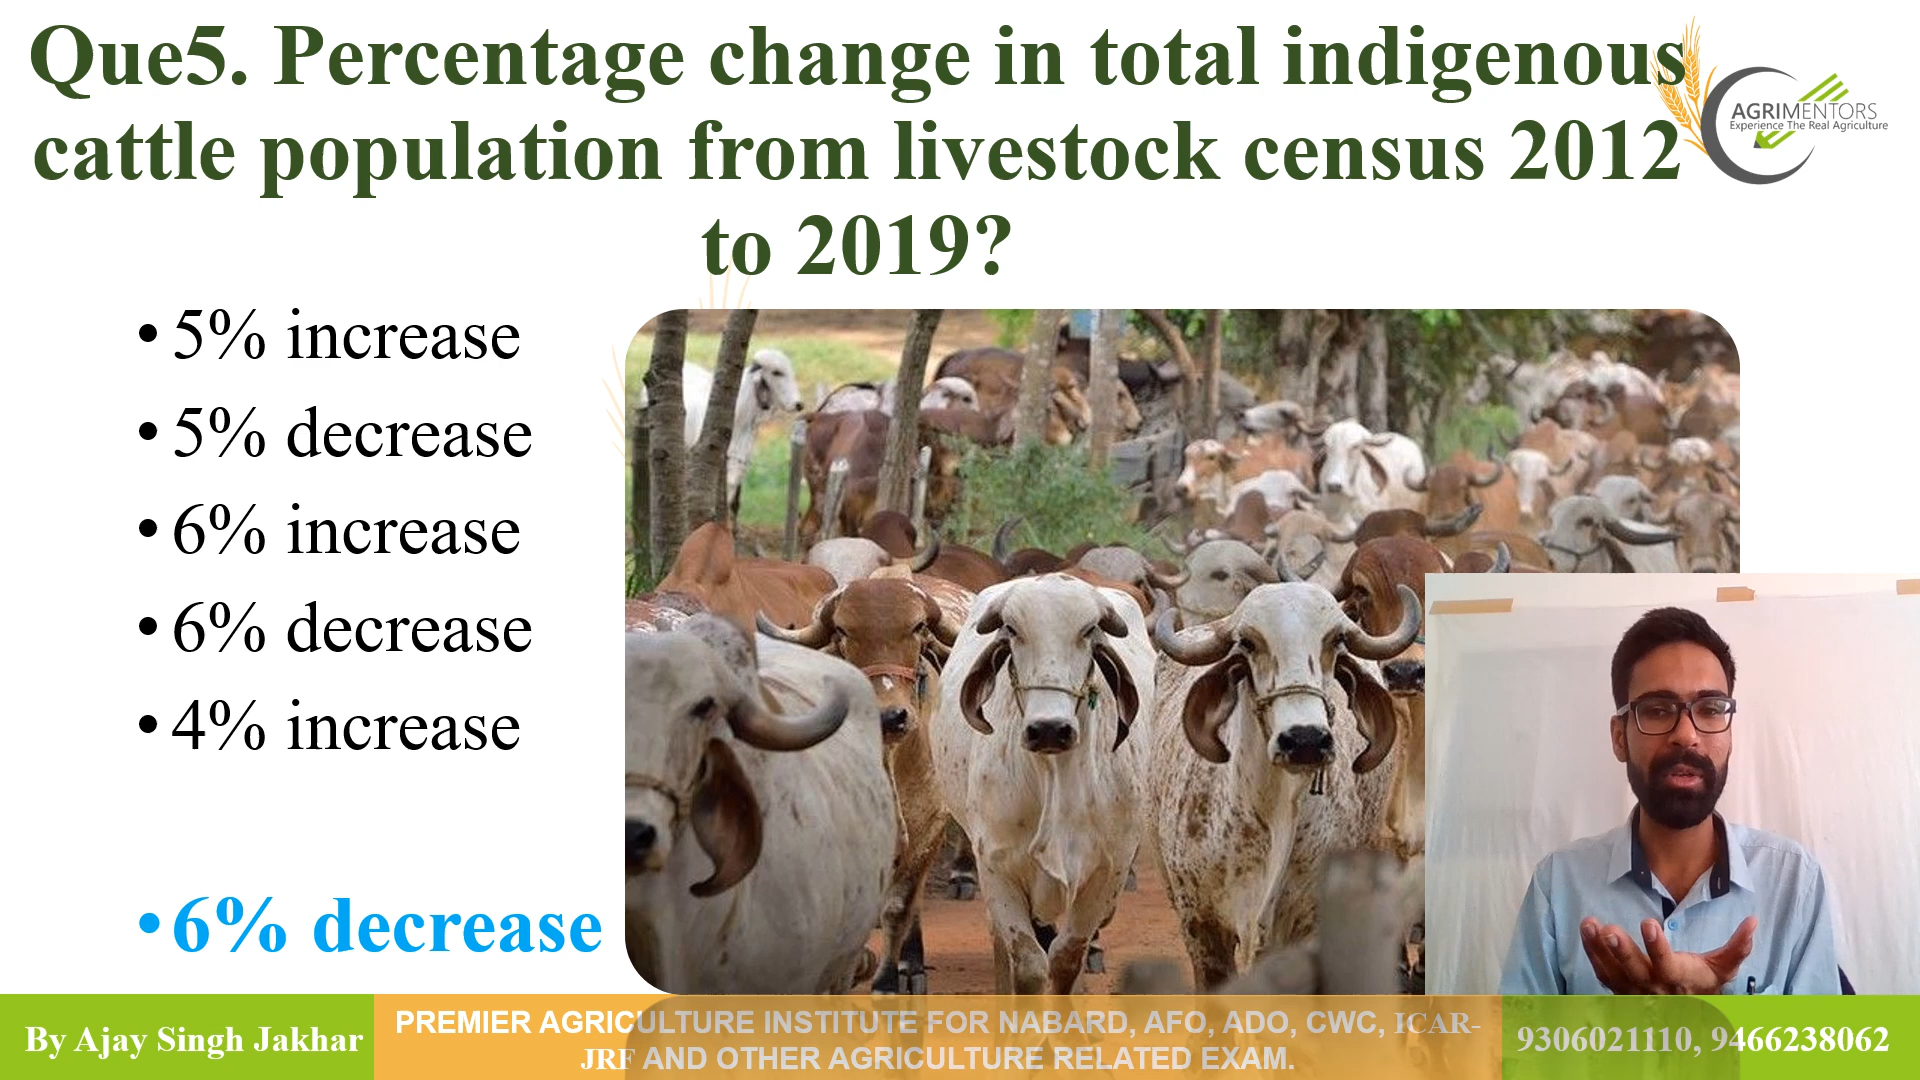 Que5. Percentage change in total indigenous
cattle population from livestock census 2012
to 2019?
AGRIMENTORS
Experience The Real Agriculture
• 5% increase
• 5% decrease
• 6% increase
• 6% decrease
• 4% increase
• 6% decrease
By Ajay Singh Jakhar
PREMIER AGRICULTURE INSTITUTE FOR NABARD, AFO, ADO, CWC, ICAR-
JRF AND OTHER AGRICULTURE RELATED EXAM.
9306021110, 9466238062